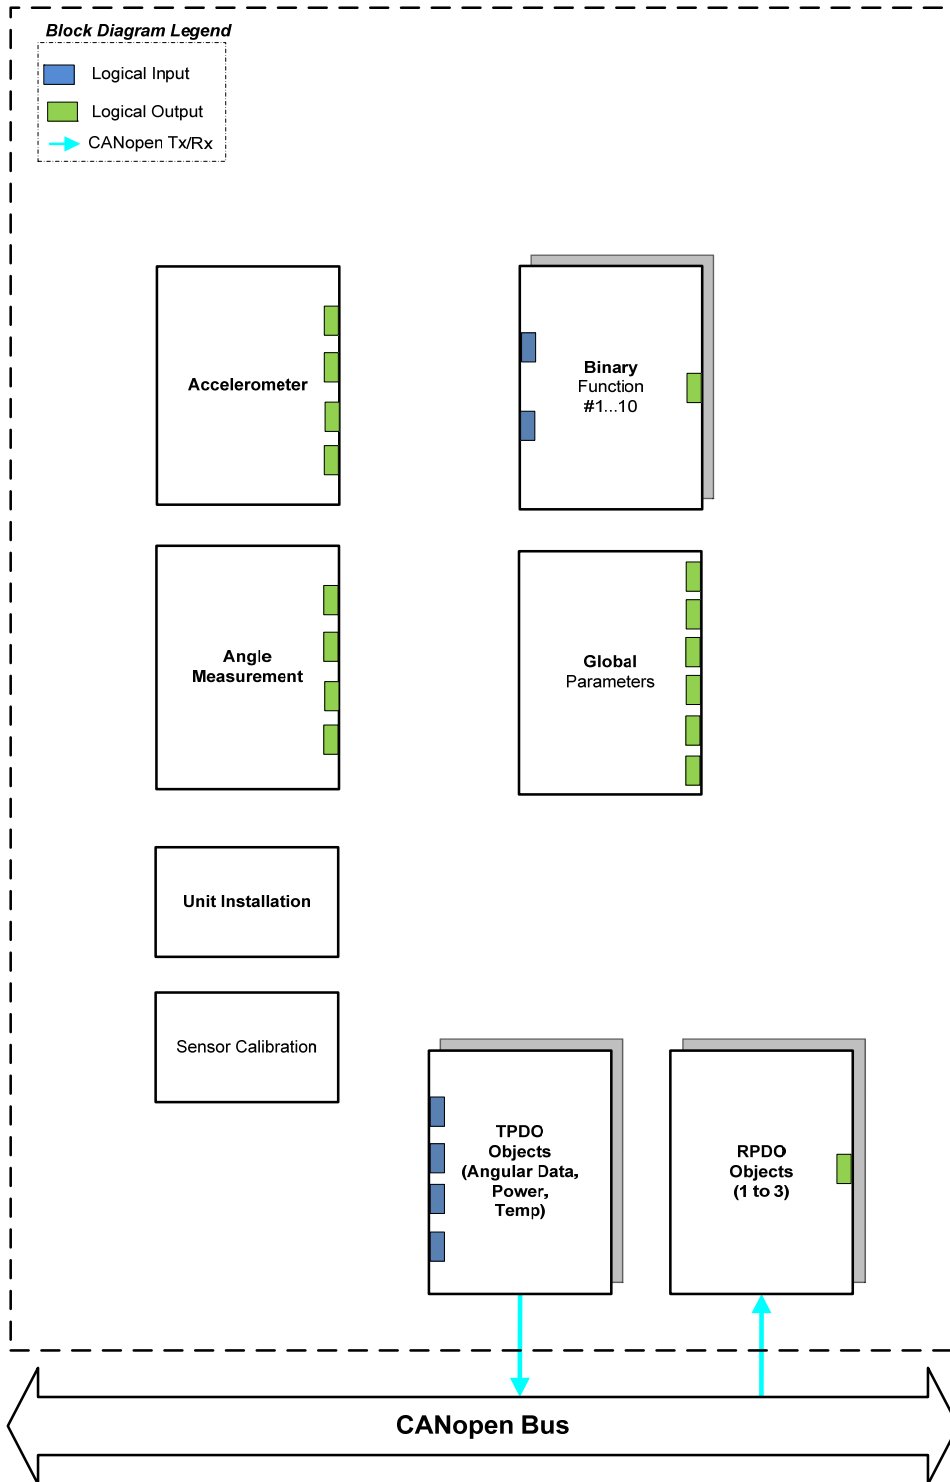 Block Diagram Legend
Logical Input
Logical Output
CANopen Tx/Rx
Accelerometer
Binary
Function
#1...10
Angle
Measurement
Global
Parameters
Unit Installation
Sensor Calibration
TPDO
Objects
(Angular Data,
Power,
Temp)
RPDO
Objects
(1 to 3)
CANopen Bus